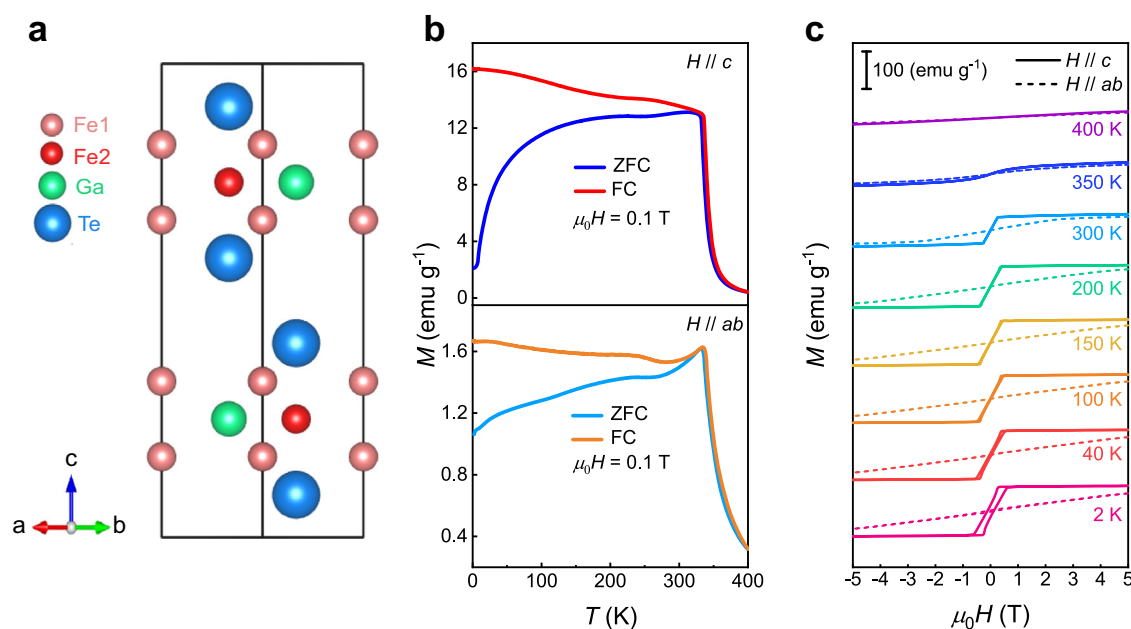 a
Fe1
Fe2
Ga
Te
c
a
b
b
M (emu g⁻¹)
16
12
8
4
0
H // c
ZFC
FC
μ₀H = 0.1 T
1.6
1.2
0.8
0.4
H // ab
ZFC
FC
μ₀H = 0.1 T
0 100 200 300 400
T (K)
c
100 (emu g⁻¹)
H // c
H // ab
M (emu g⁻¹)
400 K
350 K
300 K
200 K
150 K
100 K
40 K
2 K
-5 -4 -3 -2 -1 0 1 2 3 4 5
μ₀H (T)